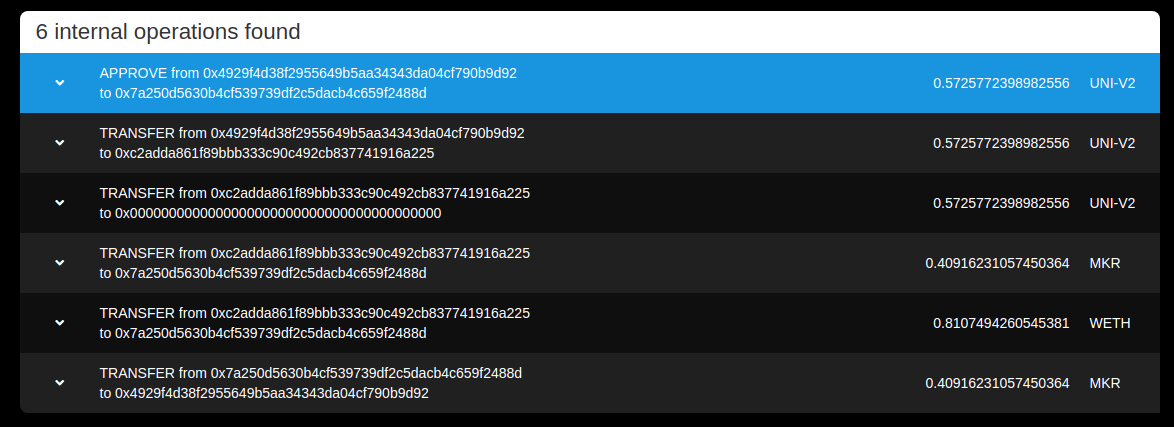 6 internal operations found
APPROVE from 0x4929f4d38f2955649b5aa34343da04cf790b9d92
to 0x7a250d5630b4cf539739df2c5dacb4c659f2488d
0.5725772398982556 UNI-V2
TRANSFER from 0x4929f4d38f2955649b5aa34343da04cf790b9d92
to 0xc2adda861f89bbb333c90c492cb837741916a225
0.5725772398982556 UNI-V2
TRANSFER from 0xc2adda861f89bbb333c90c492cb837741916a225
to 0x0000000000000000000000000000000000000000
0.5725772398982556 UNI-V2
TRANSFER from 0xc2adda861f89bbb333c90c492cb837741916a225
to 0x7a250d5630b4cf539739df2c5dacb4c659f2488d
0.40916231057450364 MKR
TRANSFER from 0xc2adda861f89bbb333c90c492cb837741916a225
to 0x7a250d5630b4cf539739df2c5dacb4c659f2488d
0.8107494260545381 WETH
TRANSFER from 0x7a250d5630b4cf539739df2c5dacb4c659f2488d
to 0x4929f4d38f2955649b5aa34343da04cf790b9d92
0.40916231057450364 MKR